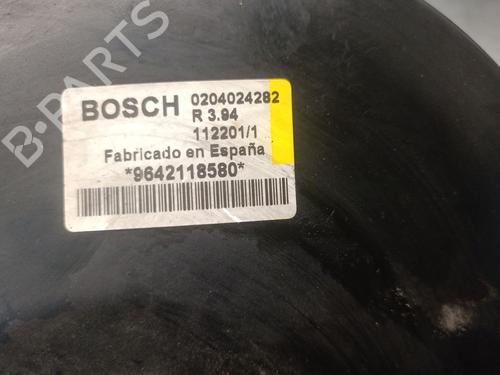 B-PARTS
BOSCH 0204024282
R 3.94
112201/1
Fabricado en España
*9642118580*